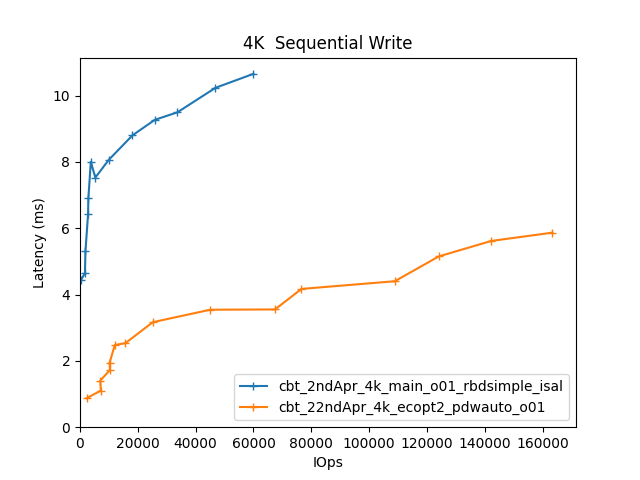 4K  Sequential Write
Latency (ms)
10
8
6
4
2
0
0 20000 40000 60000 80000 100000 120000 140000 160000
IOps
cbt_2ndApr_4k_main_o01_rbdsimple_isal
cbt_22ndApr_4k_ecopt2_pdwauto_o01